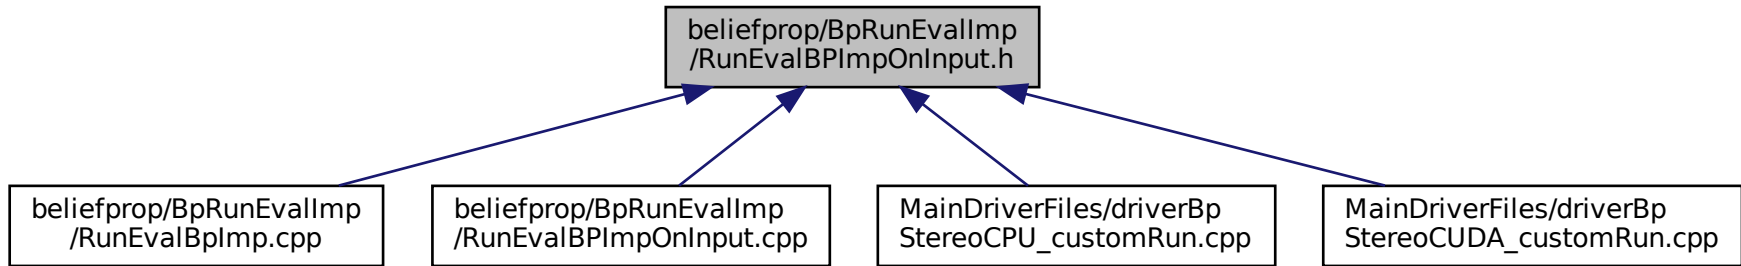 beliefprop/BpRunEvalImp
/RunEvalBPImpOnInput.h
beliefprop/BpRunEvalImp
/RunEvalBpImp.cpp
beliefprop/BpRunEvalImp
/RunEvalBPImpOnInput.cpp
MainDriverFiles/driverBp
StereoCPU_customRun.cpp
MainDriverFiles/driverBp
StereoCUDA_customRun.cpp